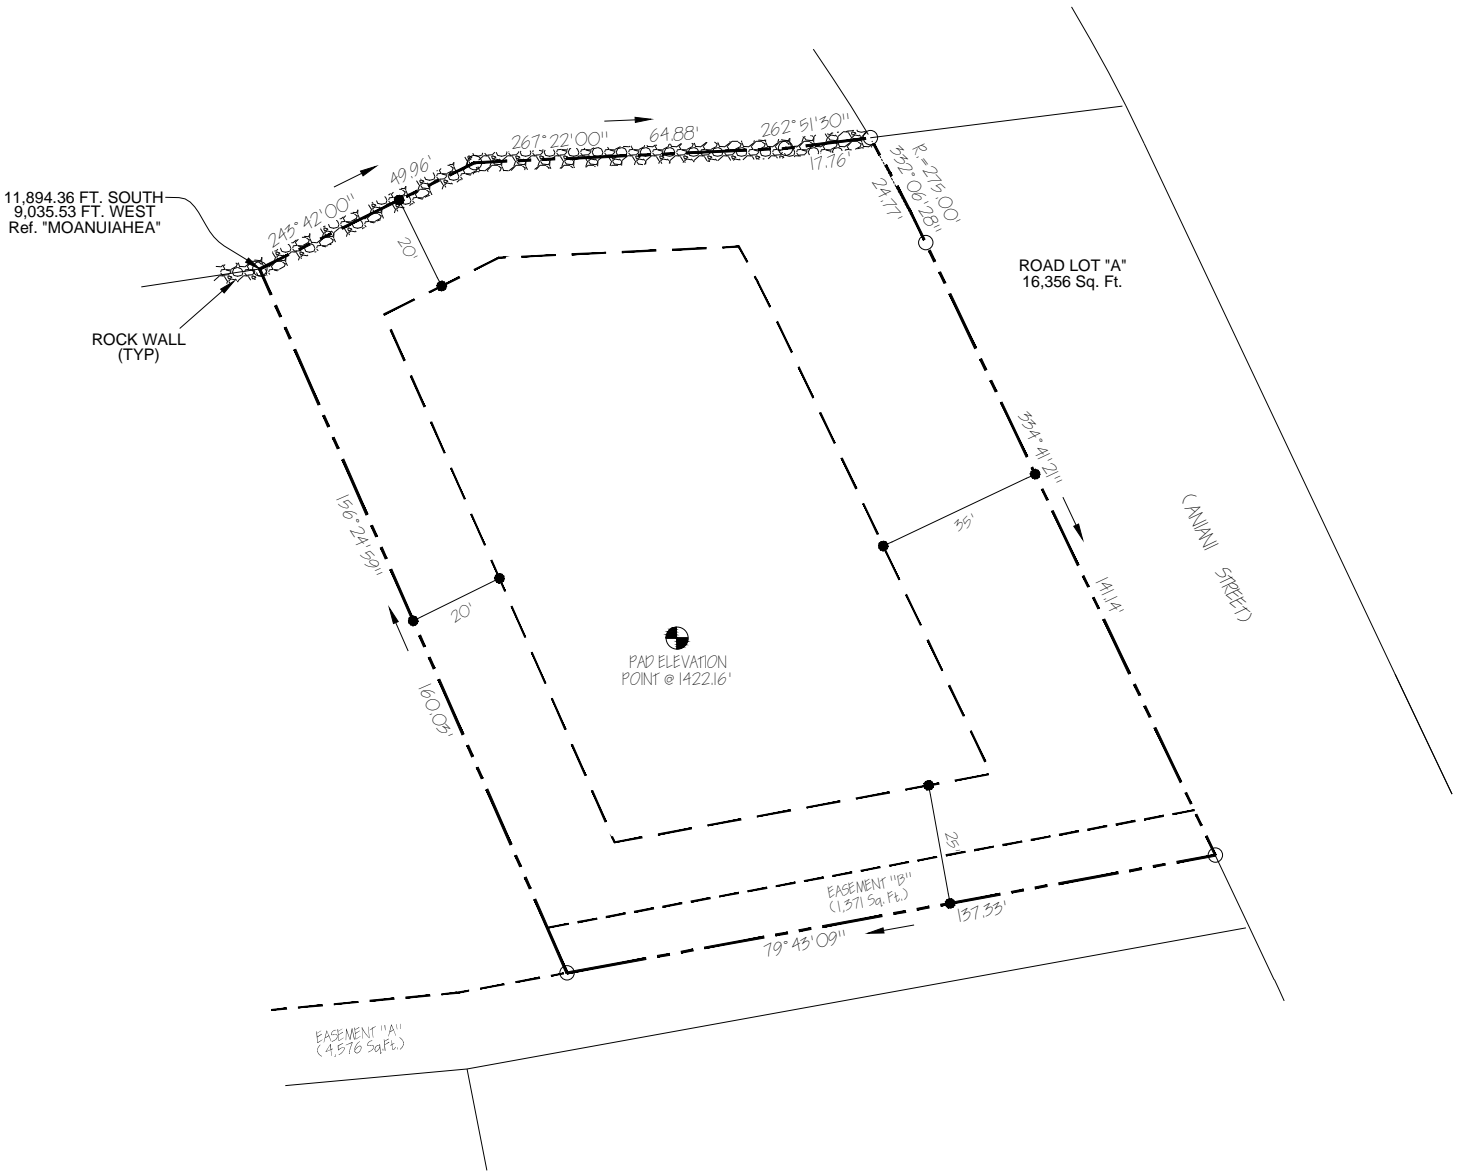 267°22'00"
64.88'
262°51'30"
17.76'
49.96'
243°42'00"
R.=275.00'
332°06'28"
24.77'
11,894.36 FT. SOUTH
9,035.53 FT. WEST
Ref. "MOANUIAHEA"
ROCK WALL
(TYP)
20'
ROAD LOT "A"
16,356 Sq. Ft.
334°41'21"
35'
141.14'
(ANIANI STREET)
156°24'59"
20'
160.03'
PAD ELEVATION
POINT @ 1422.16'
25'
EASEMENT "B"
(1,371 Sq. Ft.)
137.33'
79°43'09"
EASEMENT "A"
(4,576 Sq.Ft.)